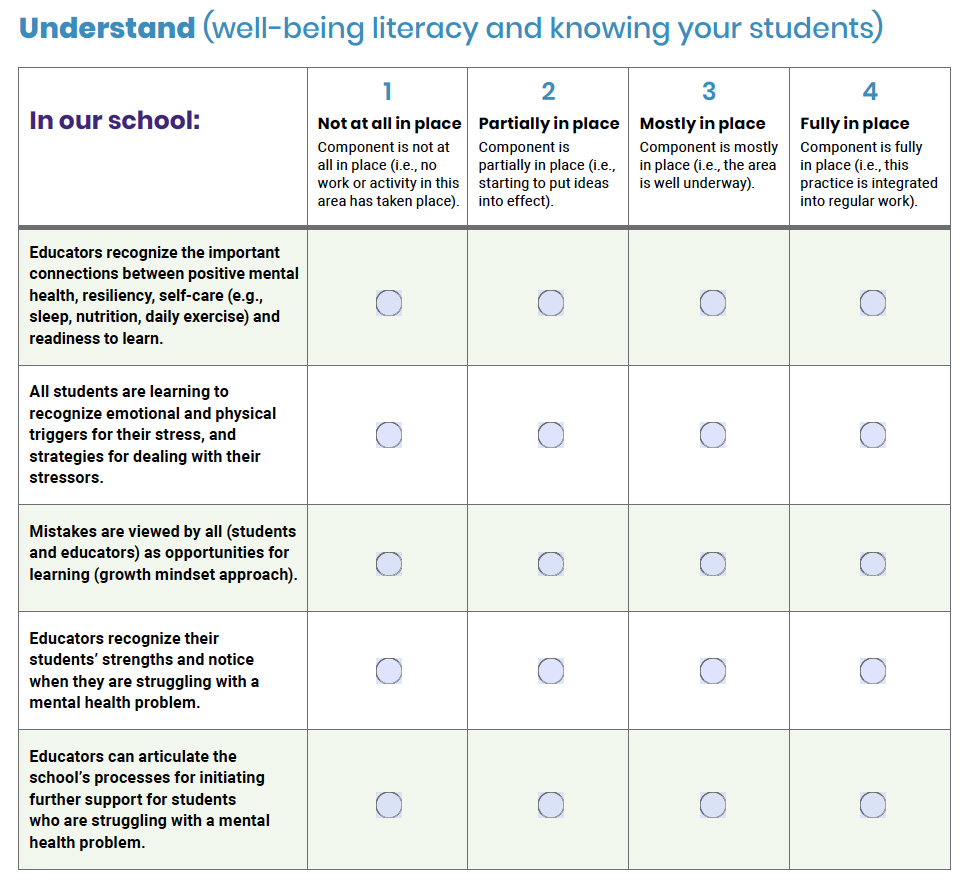 Understand (well-being literacy and knowing your students)
In our school:
1
Not at all in place
Component is not at
all in place (i.e., no
work or activity in this
area has taken place).
2
Partially in place
Component is
partially in place (i.e.,
starting to put ideas
into effect).
3
Mostly in place
Component is mostly
in place (i.e., the area
is well underway).
4
Fully in place
Component is fully
in place (i.e., this
practice is integrated
into regular work).
Educators recognize the important
connections between positive mental
health, resiliency, self-care (e.g.,
sleep, nutrition, daily exercise) and
readiness to learn.
All students are learning to
recognize emotional and physical
triggers for their stress, and
strategies for dealing with their
stressors.
Mistakes are viewed by all (students
and educators) as opportunities for
learning (growth mindset approach).
Educators recognize their
students’ strengths and notice
when they are struggling with a
mental health problem.
Educators can articulate the
school’s processes for initiating
further support for students
who are struggling with a mental
health problem.